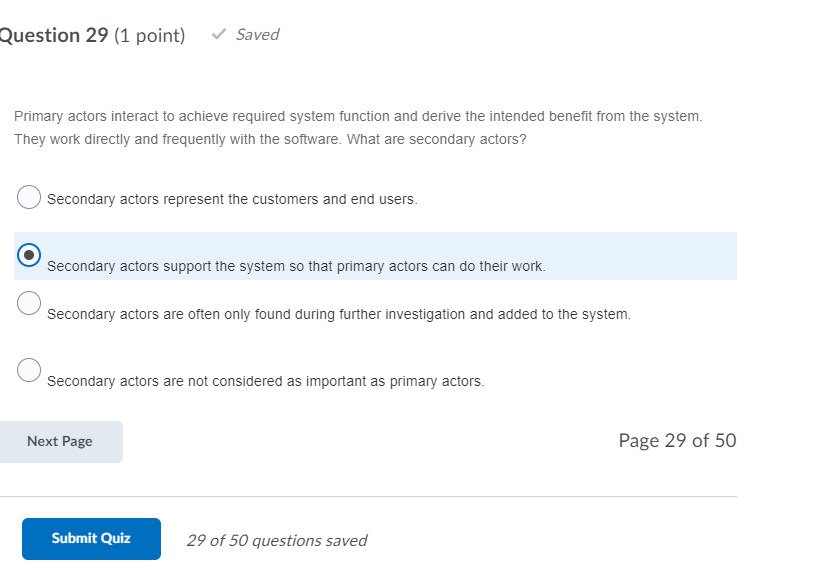 Question 29 (1 point) Saved
Primary actors interact to achieve required system function and derive the intended benefit from the system.
They work directly and frequently with the software. What are secondary actors?
Secondary actors represent the customers and end users.
Secondary actors support the system so that primary actors can do their work.
Secondary actors are often only found during further investigation and added to the system.
Secondary actors are not considered as important as primary actors.
Next Page Page 29 of 50
Submit Quiz 29 of 50 questions saved